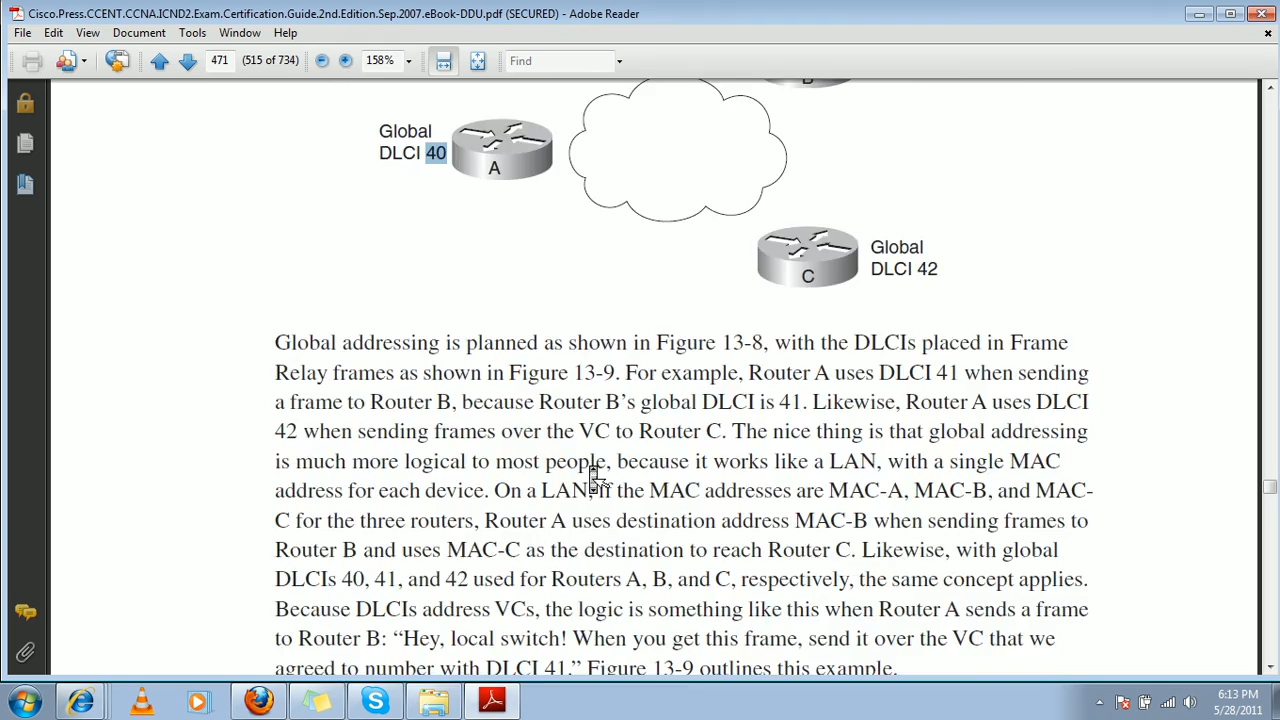 Cisco.Press.CCENT.CCNA.ICND2.Exam.Certification.Guide.2nd.Edition.Sep.2007.eBook-DDU.pdf (SECURED) - Adobe Reader
File Edit View Document Tools Window Help
471 (515 of 734) 158% Find
Global
DLCI 40
A
Global
DLCI 42
C
Global addressing is planned as shown in Figure 13-8, with the DLCIs placed in Frame
Relay frames as shown in Figure 13-9. For example, Router A uses DLCI 41 when sending
a frame to Router B, because Router B’s global DLCI is 41. Likewise, Router A uses DLCI
42 when sending frames over the VC to Router C. The nice thing is that global addressing
is much more logical to most people, because it works like a LAN, with a single MAC
address for each device. On a LAN, if the MAC addresses are MAC-A, MAC-B, and MAC-
C for the three routers, Router A uses destination address MAC-B when sending frames to
Router B and uses MAC-C as the destination to reach Router C. Likewise, with global
DLCIs 40, 41, and 42 used for Routers A, B, and C, respectively, the same concept applies.
Because DLCIs address VCs, the logic is something like this when Router A sends a frame
to Router B: “Hey, local switch! When you get this frame, send it over the VC that we
agreed to number with DLCI 41.” Figure 13-9 outlines this example.
6:13 PM
5/28/2011